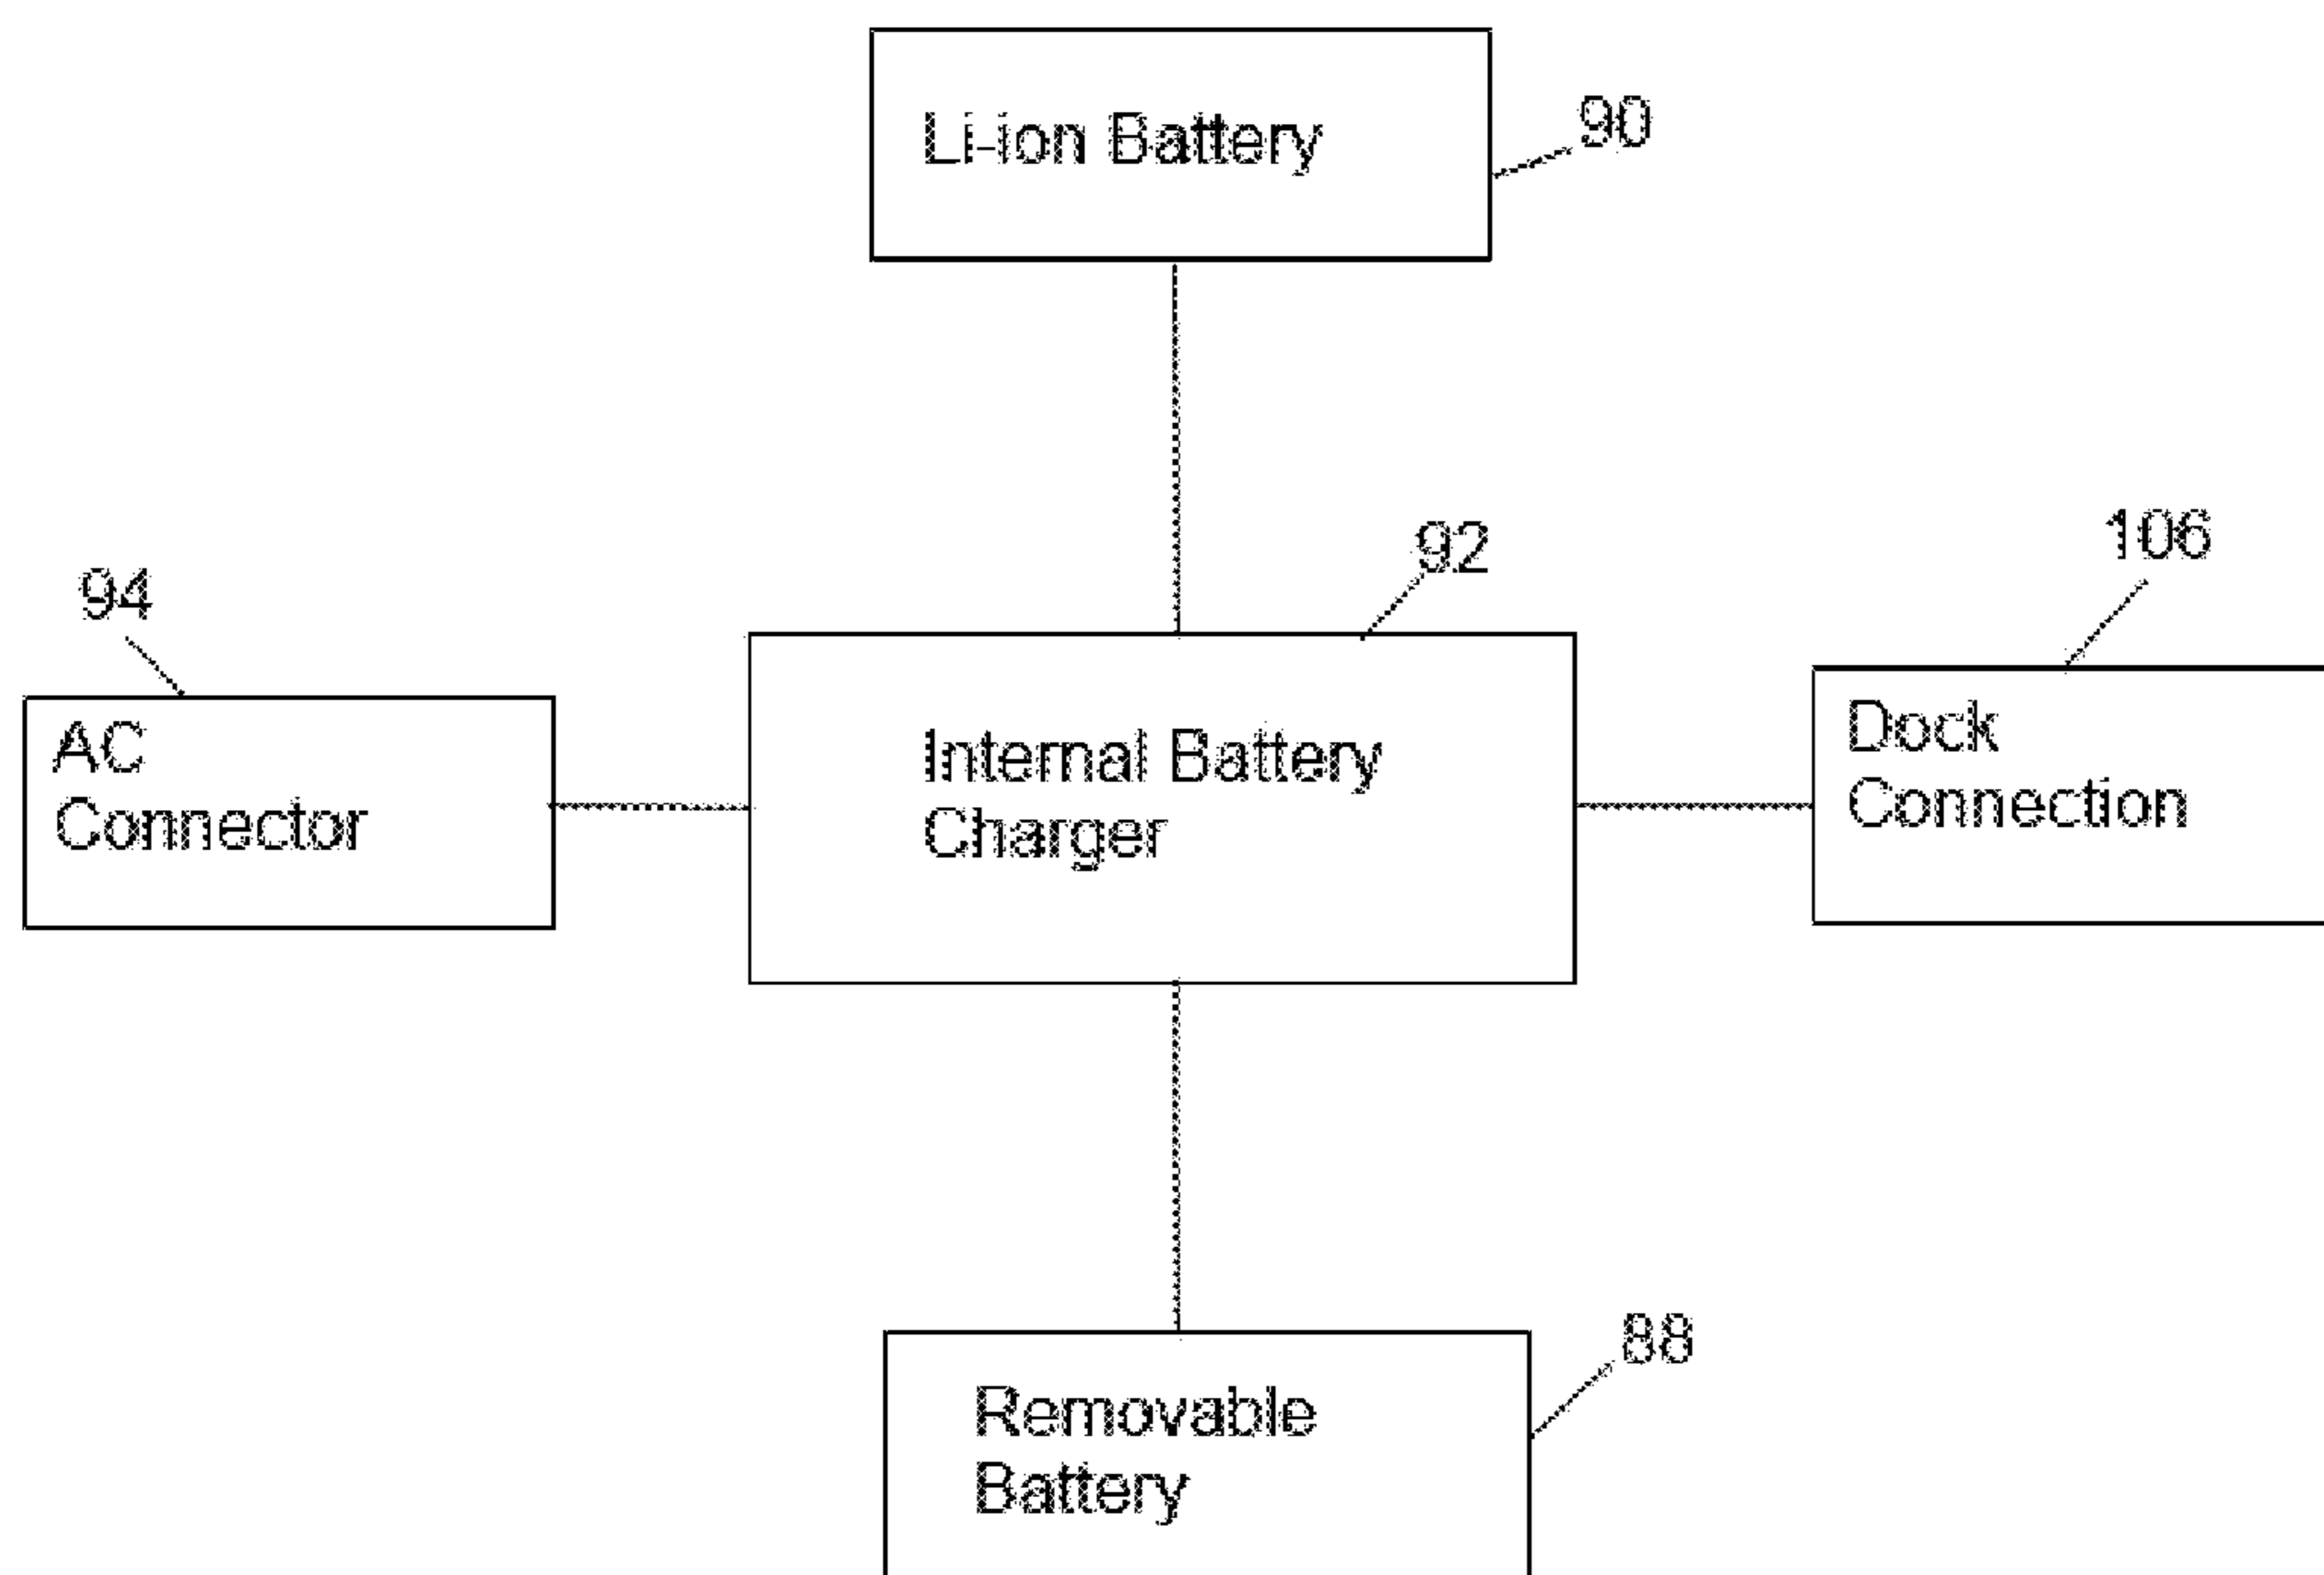 Li-ion Battery
90
92
106
94
AC
Connector
Internal Battery
Charger
Dock
Connection
88
Removable
Battery